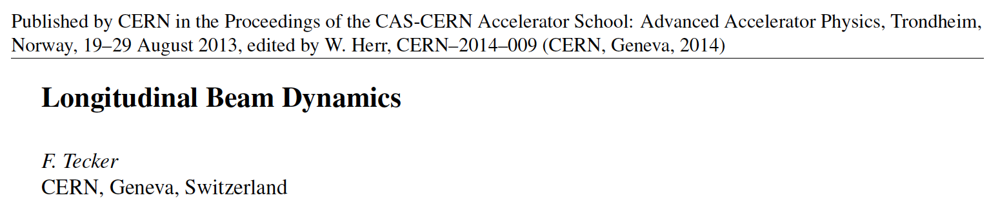 Published by CERN in the Proceedings of the CAS-CERN Accelerator School: Advanced Accelerator Physics, Trondheim,
Norway, 19–29 August 2013, edited by W. Herr, CERN–2014–009 (CERN, Geneva, 2014)
Longitudinal Beam Dynamics
F. Tecker
CERN, Geneva, Switzerland